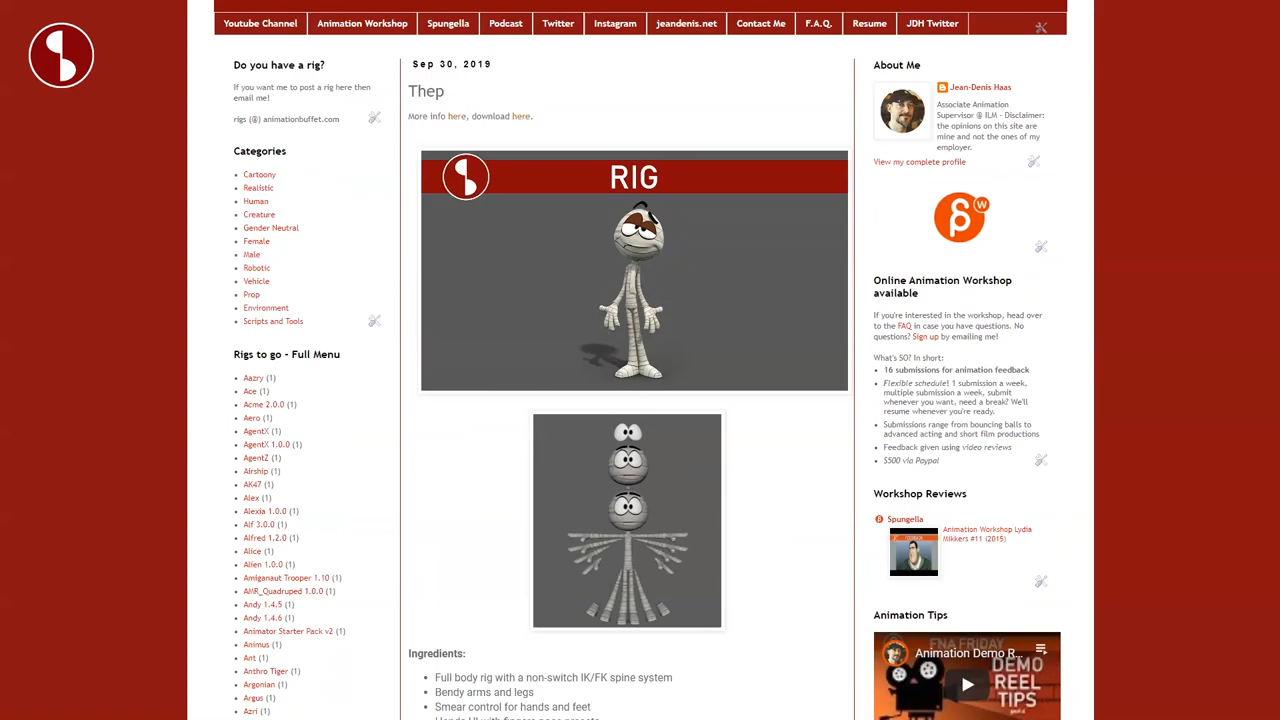 Youtube Channel
Animation Workshop
Spungella
Podcast
Twitter
Instagram
jeandenis.net
Contact Me
F.A.Q.
Resume
JDH Twitter
Do you have a rig?
If you want me to post a rig here then
email me!
rigs (@) animationbuffet.com
Categories
Cartoony
Realistic
Human
Creature
Gender Neutral
Female
Male
Robotic
Vehicle
Prop
Environment
Scripts and Tools
Rigs to go - Full Menu
Aazry (1)
Ace (1)
Acme 2.0.0 (1)
Aero (1)
AgentX (1)
AgentX 1.0.0 (1)
AgentZ (1)
Airship (1)
AK47 (1)
Alex (1)
Alexia 1.0.0 (1)
Alf 3.0.0 (1)
Alfred 1.2.0 (1)
Alice (1)
Alien 1.0.0 (1)
Amiganaut Trooper 1.10 (1)
AMR_Quadruped 1.0.0 (1)
Andy 1.4.5 (1)
Andy 1.4.6 (1)
Animator Starter Pack v2 (1)
Animus (1)
Ant (1)
Anthro Tiger (1)
Argonian (1)
Argus (1)
Azri (1)
Sep 30, 2019
Thep
More info here, download here.
RIG
Ingredients:
Full body rig with a non-switch IK/FK spine system
Bendy arms and legs
Smear control for hands and feet
About Me
Jean-Denis Haas
Associate Animation
Supervisor @ ILM - Disclaimer:
the opinions on this site are
mine and not the ones of my
employer.
View my complete profile
W
Online Animation Workshop
available
If you're interested in the workshop, head over
to the FAQ in case you have questions. No
questions? Sign up by emailing me!
What's SO? In short:
16 submissions for animation feedback
Flexible schedule! 1 submission a week,
multiple submission a week, submit
whenever you want, need a break? We'll
resume whenever you're ready.
Submissions range from bouncing balls to
advanced acting and short film productions
Feedback given using video reviews
$500 via Paypal
Workshop Reviews
Spungella
Animation Workshop Lydia
Mikkers #11 (2015)
Animation Tips
FNA FRIDAY
Animation Demo R...
DEMO
REEL
TIPS